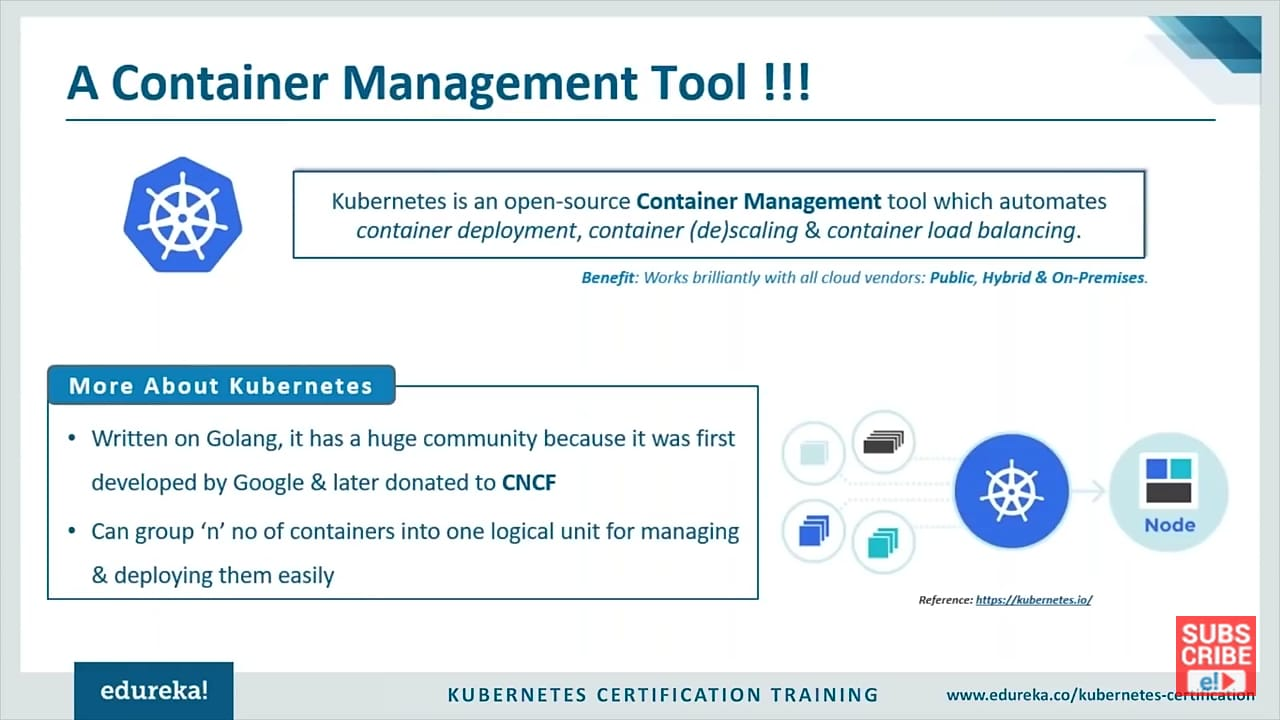 A Container Management Tool !!!
Kubernetes is an open-source Container Management tool which automates
container deployment, container (de)scaling & container load balancing.
Benefit: Works brilliantly with all cloud vendors: Public, Hybrid & On-Premises.
More About Kubernetes
• Written on Golang, it has a huge community because it was first
developed by Google & later donated to CNCF
• Can group ‘n’ no of containers into one logical unit for managing
& deploying them easily
Node
Reference: https://kubernetes.io/
SUBS
CRIBE
e!
edureka!
KUBERNETES CERTIFICATION TRAINING
www.edureka.co/kubernetes-certification